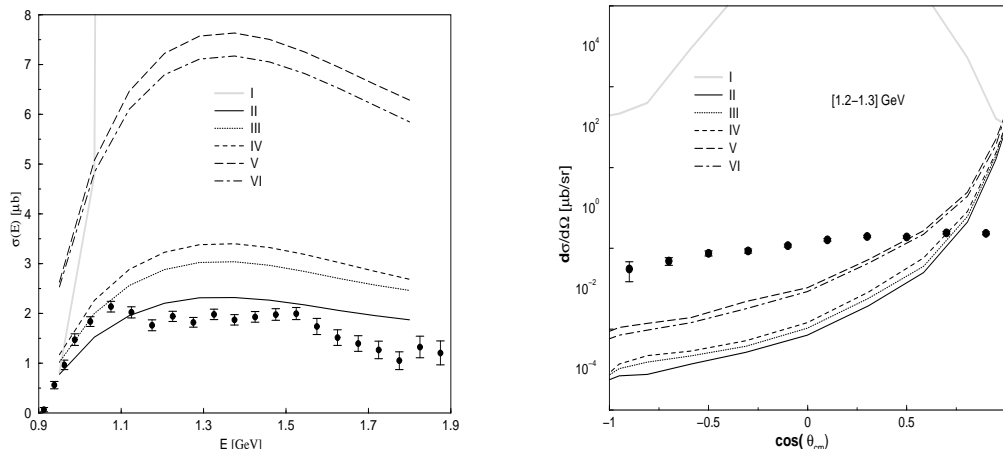 8
7
6
5
4
3
2
1
0
σ(E) [μb]
I
II
III
IV
V
VI
0.9
1.1
1.3
1.5
1.7
1.9
E [GeV]
10⁴
10²
10⁰
10⁻²
10⁻⁴
dσ/dΩ [μb/sr]
I
II
III
IV
V
VI
[1.2–1.3] GeV
-1
-0.5
0
0.5
1
cos( θcm)